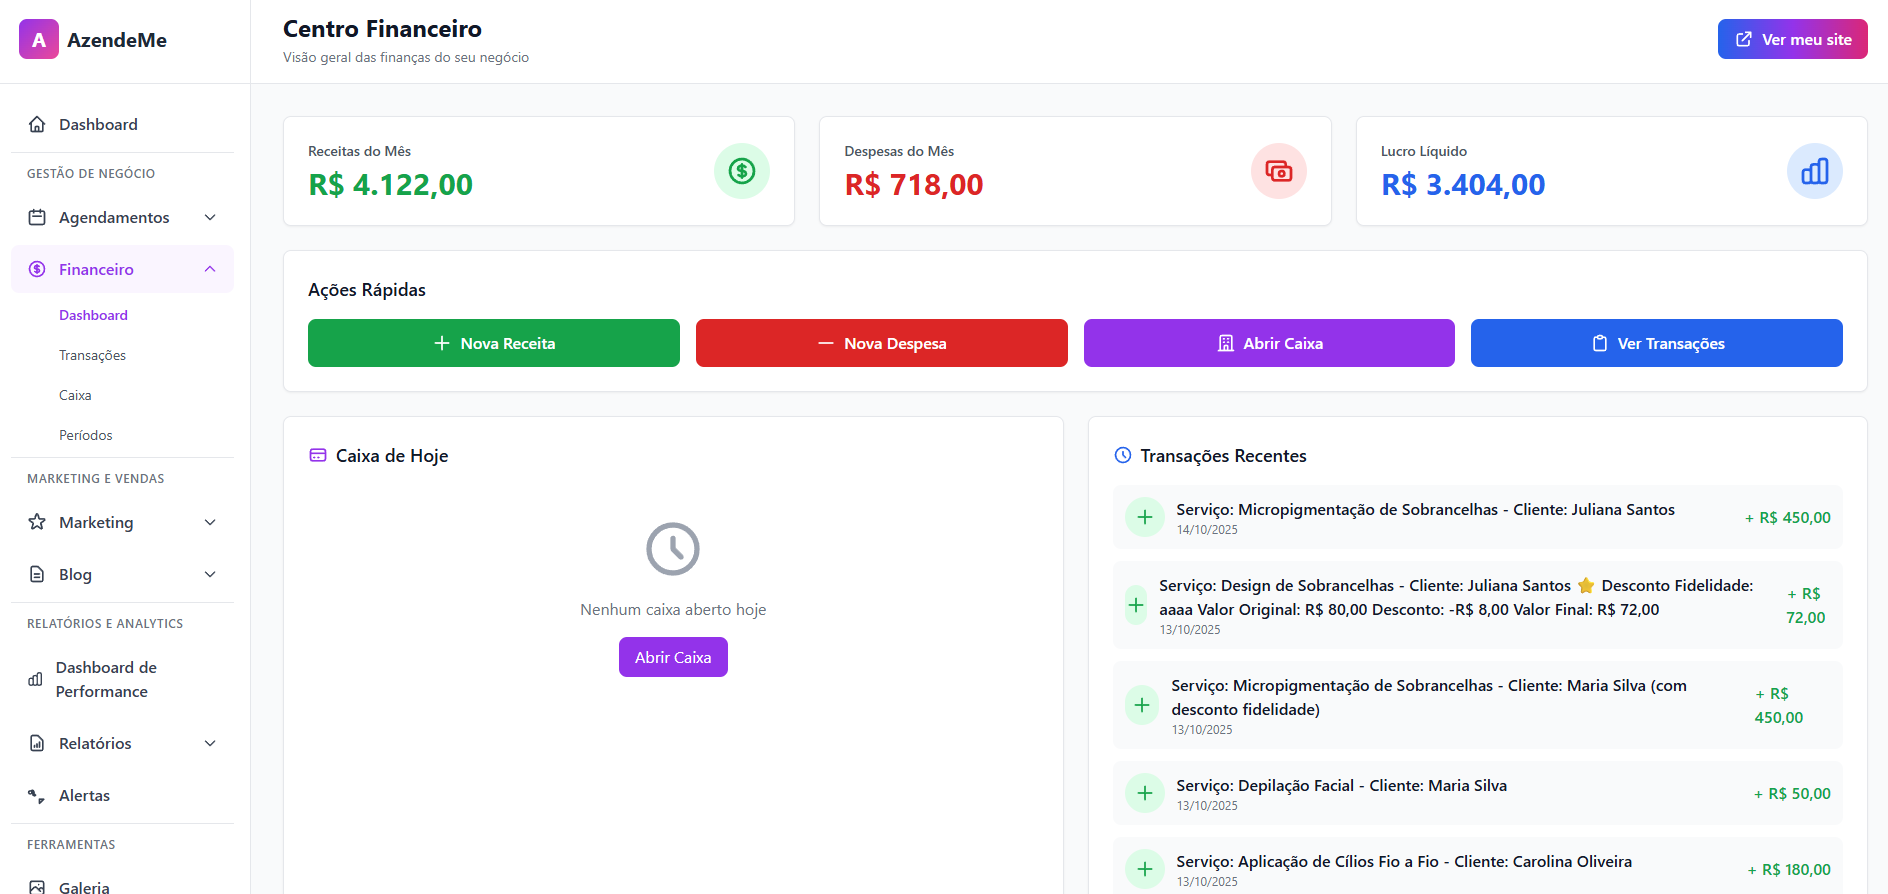 A AzendeMe
Dashboard
GESTÃO DE NEGÓCIO
Agendamentos
Financeiro
Dashboard
Transações
Caixa
Períodos
MARKETING E VENDAS
Marketing
Blog
RELATÓRIOS E ANALYTICS
Dashboard de
Performance
Relatórios
Alertas
FERRAMENTAS
Galeria
Centro Financeiro
Visão geral das finanças do seu negócio
Ver meu site
Receitas do Mês
R$ 4.122,00
Despesas do Mês
R$ 718,00
Lucro Líquido
R$ 3.404,00
Ações Rápidas
Nova Receita
Nova Despesa
Abrir Caixa
Ver Transações
Caixa de Hoje
Nenhum caixa aberto hoje
Abrir Caixa
Transações Recentes
Serviço: Micropigmentação de Sobrancelhas - Cliente: Juliana Santos
14/10/2025
+ R$ 450,00
Serviço: Design de Sobrancelhas - Cliente: Juliana Santos ⭐ Desconto Fidelidade:
aaaa Valor Original: R$ 80,00 Desconto: -R$ 8,00 Valor Final: R$ 72,00
13/10/2025
+ R$
72,00
Serviço: Micropigmentação de Sobrancelhas - Cliente: Maria Silva (com
desconto fidelidade)
13/10/2025
+ R$
450,00
Serviço: Depilação Facial - Cliente: Maria Silva
13/10/2025
+ R$ 50,00
Serviço: Aplicação de Cílios Fio a Fio - Cliente: Carolina Oliveira
13/10/2025
+ R$ 180,00